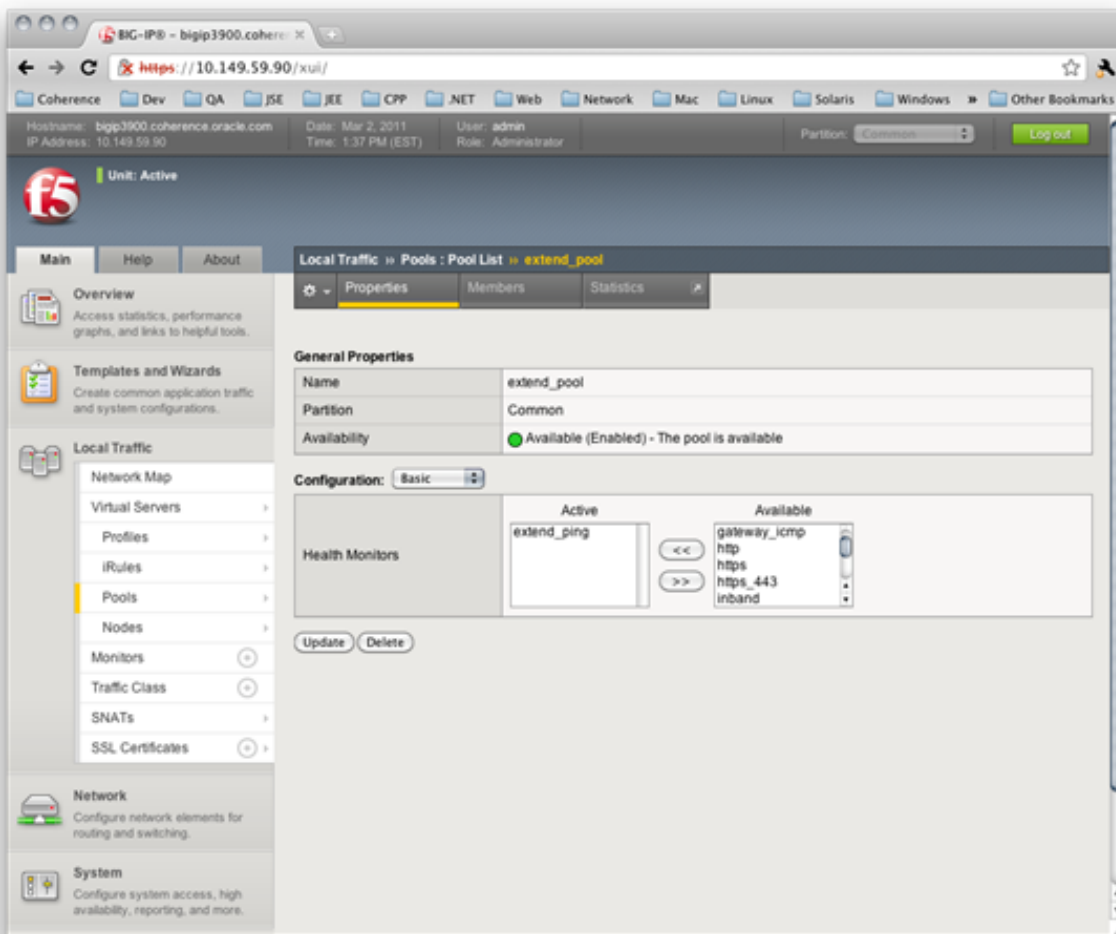 BIG-IP® - bigip3900.cohere
https://10.149.59.90/xui/
Coherence Dev QA JSE JEE CPP .NET Web Network Mac Linux Solaris Windows » Other Bookmarks
Hostname: bigip3900.coherence.oracle.com Date: Mar 2, 2011 User: admin Partition: Common Log out
IP Address: 10.149.59.90 Time: 1:37 PM (EST) Role: Administrator
f5
Unit: Active
Main Help About
Local Traffic » Pools : Pool List » extend_pool
Properties Members Statistics
Overview
Access statistics, performance
graphs, and links to helpful tools.
Templates and Wizards
Create common application traffic
and system configurations.
Local Traffic
Network Map
Virtual Servers
Profiles
iRules
Pools
Nodes
Monitors
Traffic Class
SNATs
SSL Certificates
Network
Configure network elements for
routing and switching.
System
Configure system access, high
availability, reporting, and more.
General Properties
Name extend_pool
Partition Common
Availability Available (Enabled) - The pool is available
Configuration: Basic
Health Monitors
Active
extend_ping
<<
>>
Available
gateway_icmp
http
https
https_443
inband
Update Delete